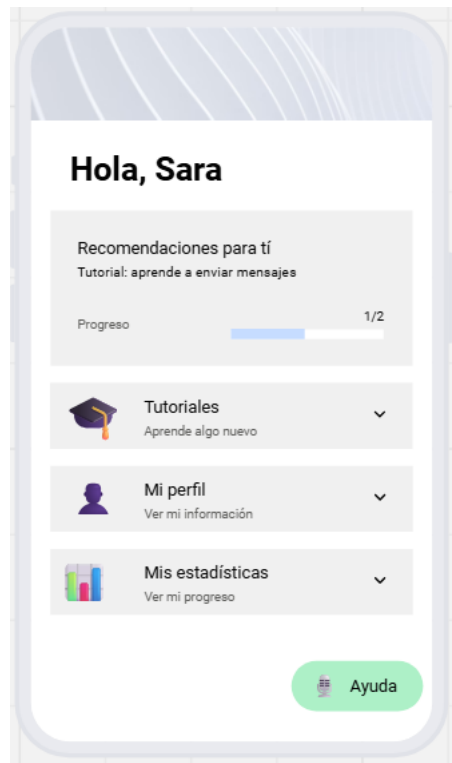 Hola, Sara
Recomendaciones para tí
Tutorial: aprende a enviar mensajes
Progreso
1/2
Tutoriales
Aprende algo nuevo
Mi perfil
Ver mi información
Mis estadísticas
Ver mi progreso
Ayuda